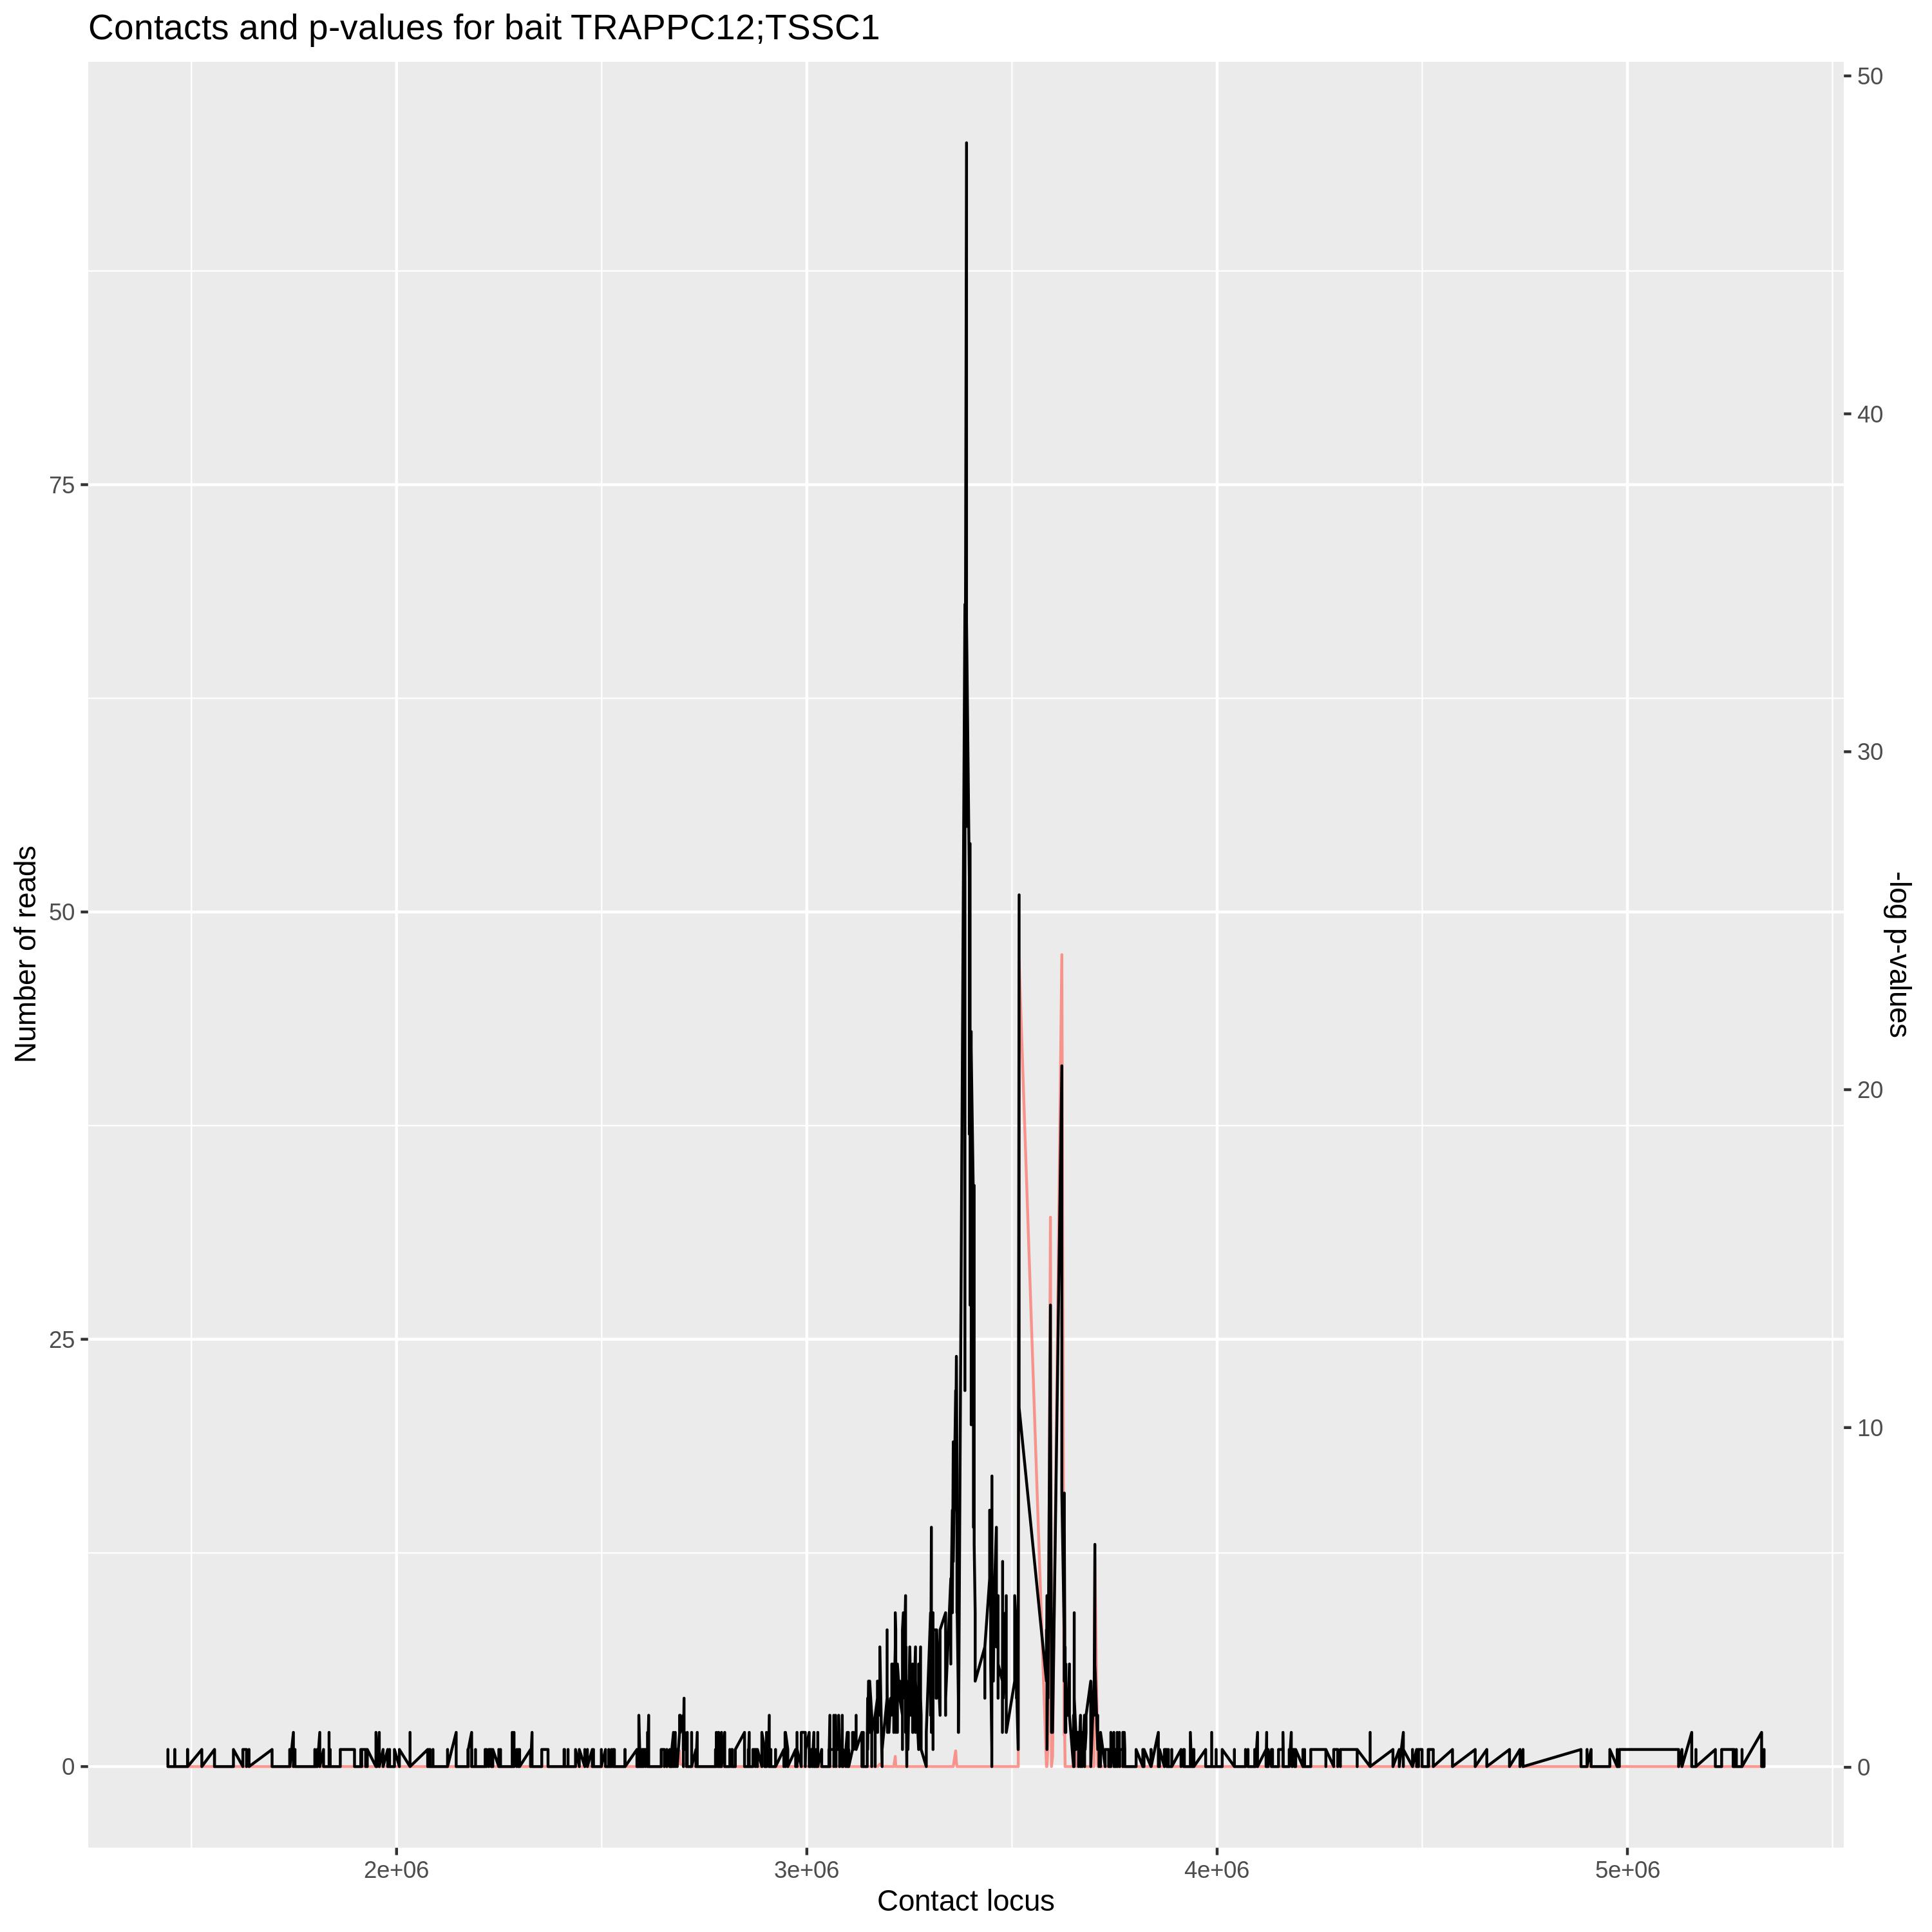 Contacts and p-values for bait TRAPPC12;TSSC1
50
40
75
30
Number of reads
50
-log p-values
20
25
10
0
0
2e+06
3e+06
4e+06
5e+06
Contact locus